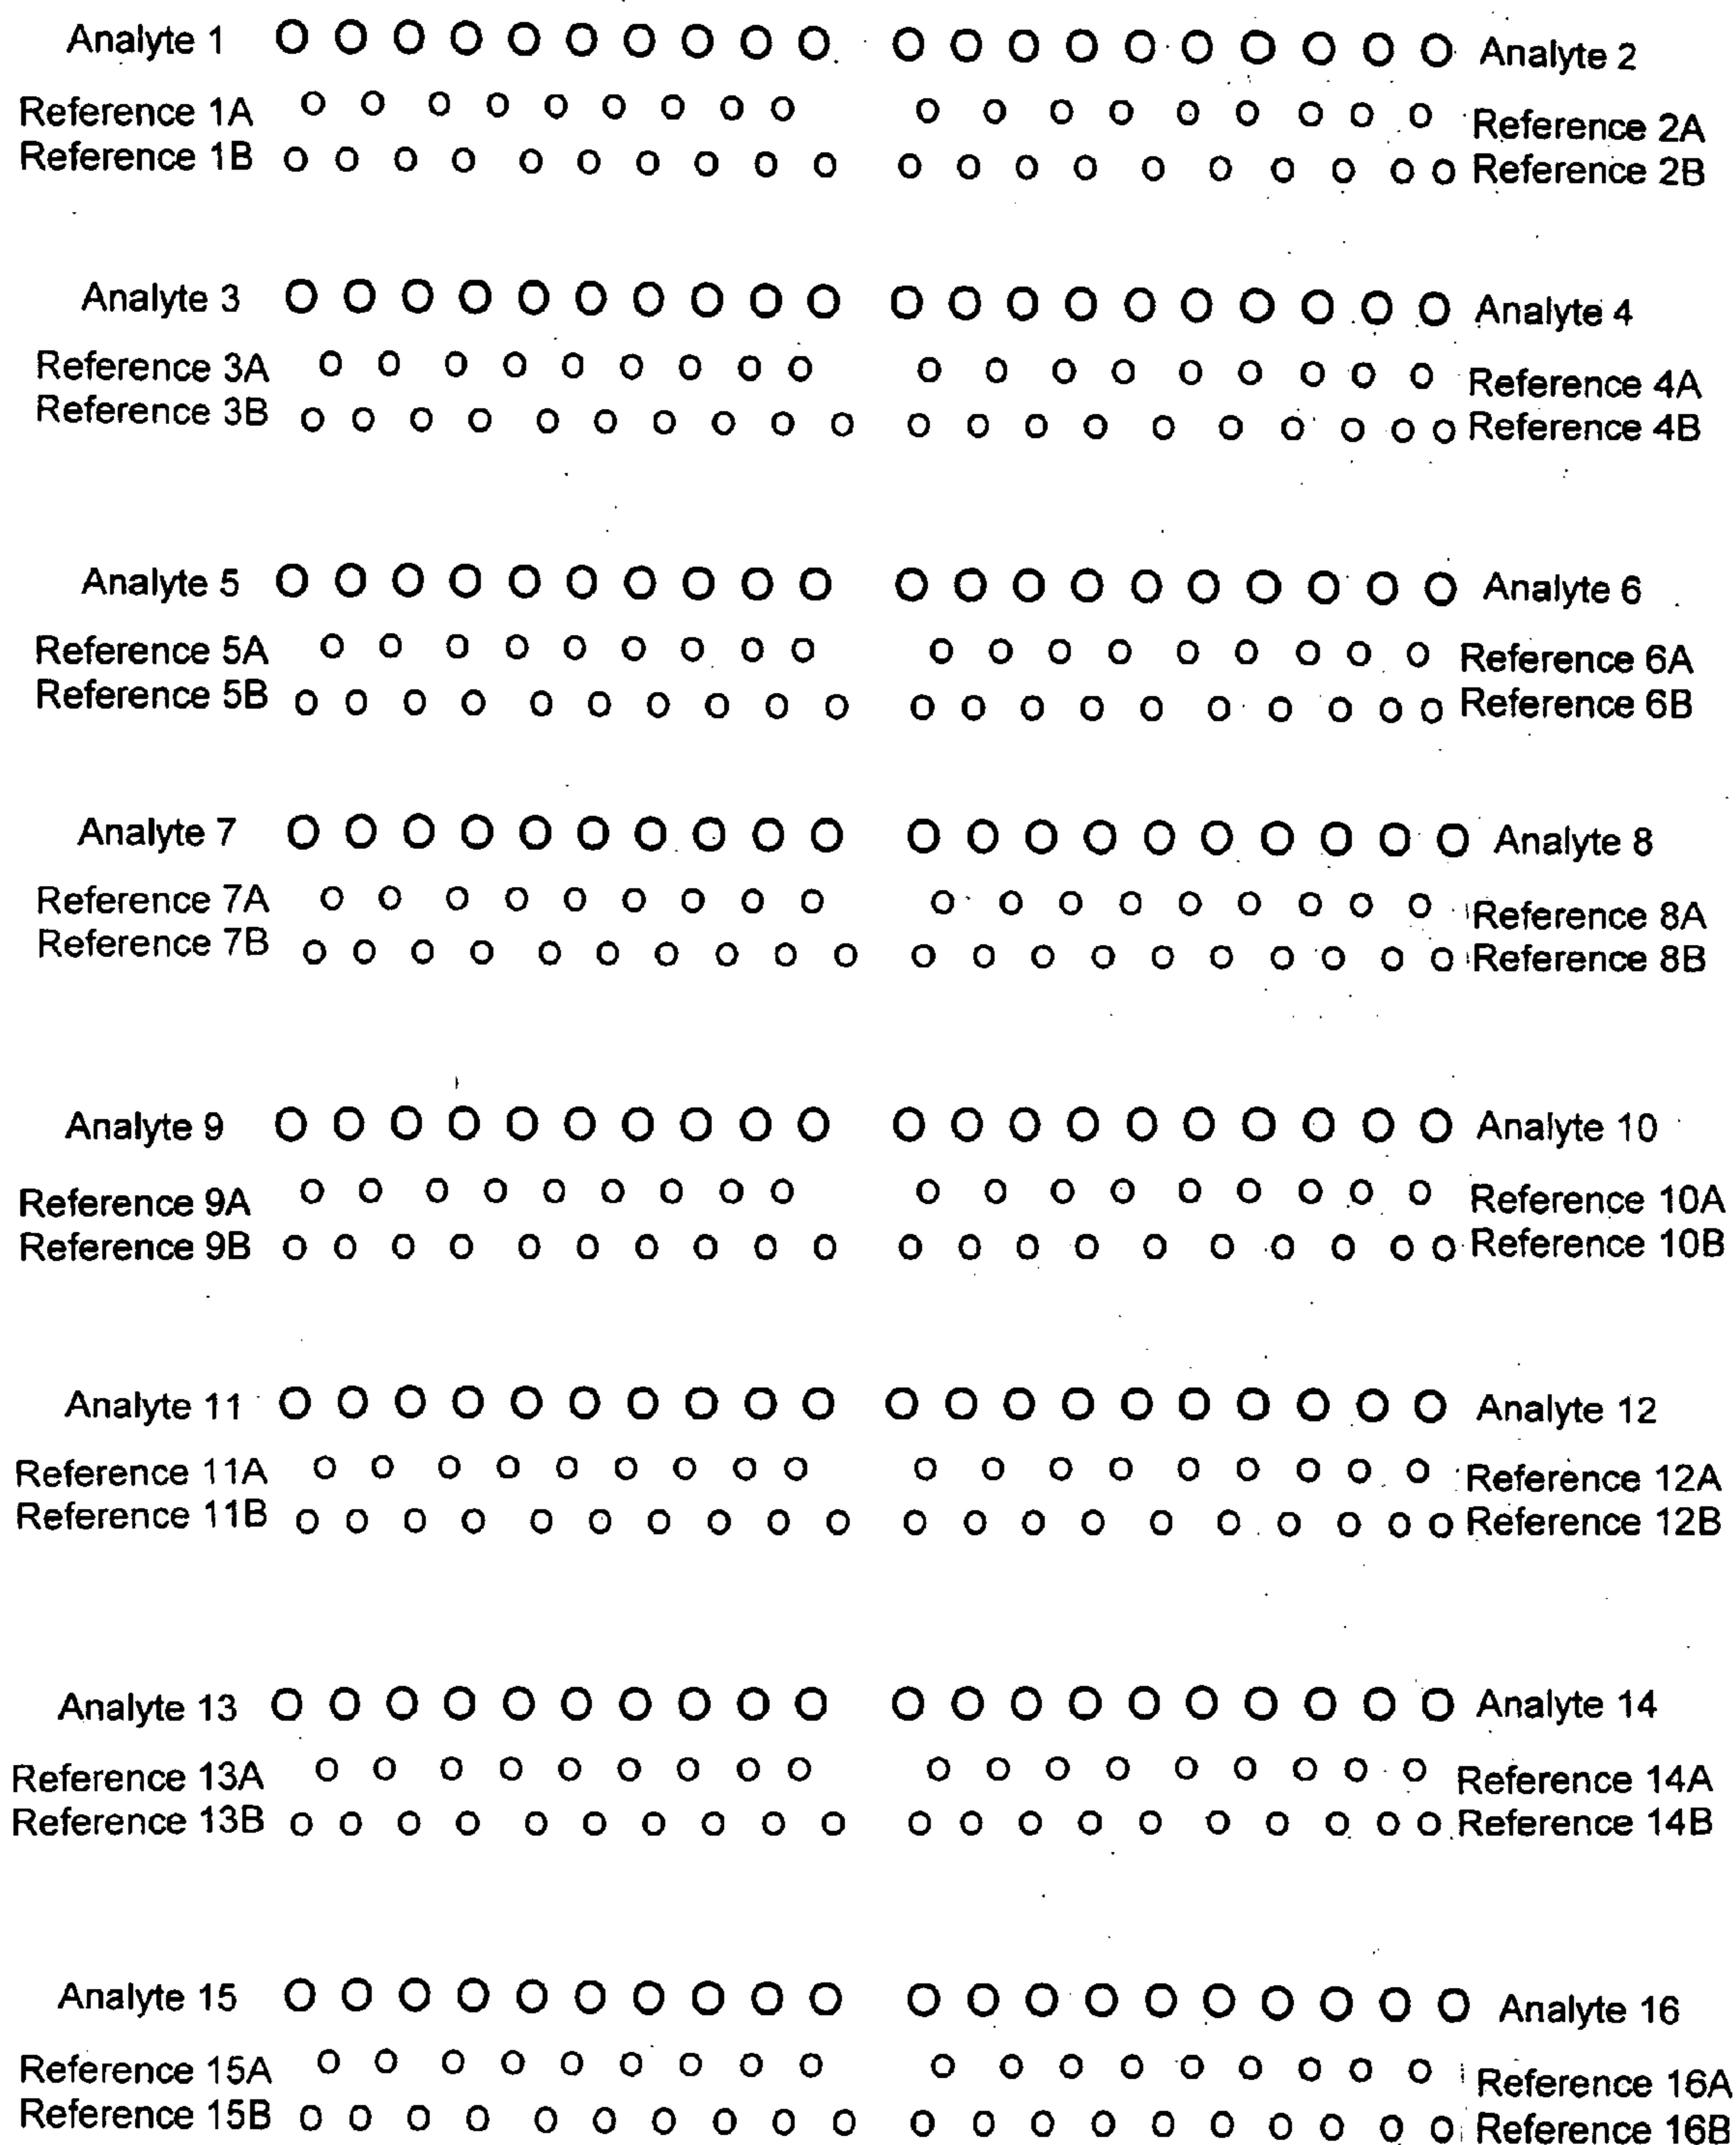 Analyte 1 Analyte 2
Reference 1A Reference 2A
Reference 1B Reference 2B
Analyte 3 Analyte 4
Reference 3A Reference 4A
Reference 3B Reference 4B
Analyte 5 Analyte 6
Reference 5A Reference 6A
Reference 5B Reference 6B
Analyte 7 Analyte 8
Reference 7A Reference 8A
Reference 7B Reference 8B
Analyte 9 Analyte 10
Reference 9A Reference 10A
Reference 9B Reference 10B
Analyte 11 Analyte 12
Reference 11A Reference 12A
Reference 11B Reference 12B
Analyte 13 Analyte 14
Reference 13A Reference 14A
Reference 13B Reference 14B
Analyte 15 Analyte 16
Reference 15A Reference 16A
Reference 15B Reference 16B